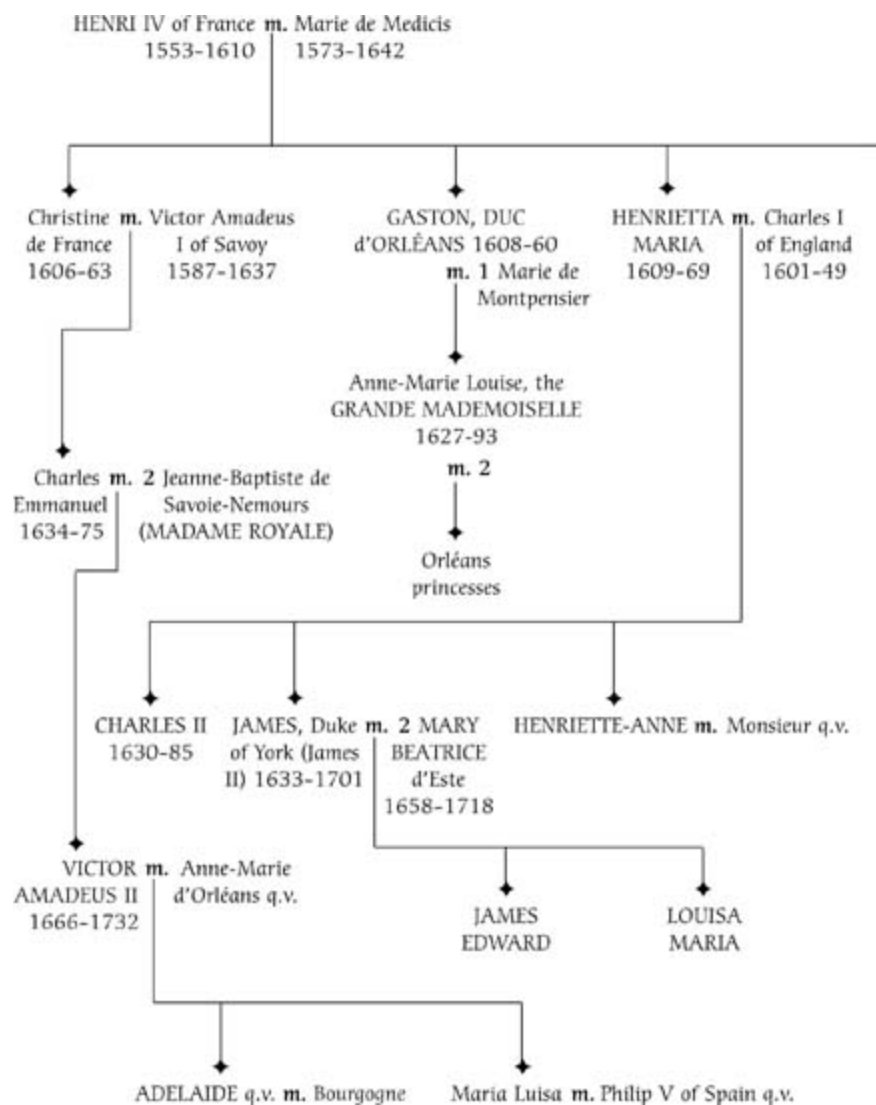 HENRI IV of France m. Marie de Medicis
1553–1610 1573–1642
Christine m. Victor Amadeus
de France I of Savoy
1606–63 1587–1637
GASTON, DUC
d'ORLÉANS 1608–60
m. 1 Marie de
Montpensier
HENRIETTA m. Charles I
MARIA of England
1609–69 1601–49
Anne-Marie Louise, the
GRANDE MADEMOISELLE
1627-93
m. 2
Orléans
princesses
Charles m. 2 Jeanne-Baptiste de
Emmanuel Savoie-Nemours
1634–75 (MADAME ROYALE)
CHARLES II
1630–85
JAMES, Duke m. 2 MARY
of York (James BEATRICE
II) 1633–1701 d'Este
1658–1718
HENRIETTE-ANNE m. Monsieur q.v.
VICTOR m. Anne-Marie
AMADEUS II d'Orléans q.v.
1666–1732
JAMES
EDWARD
LOUISA
MARIA
ADELAIDE q.v. m. Bourgogne
Maria Luisa m. Philip V of Spain q.v.